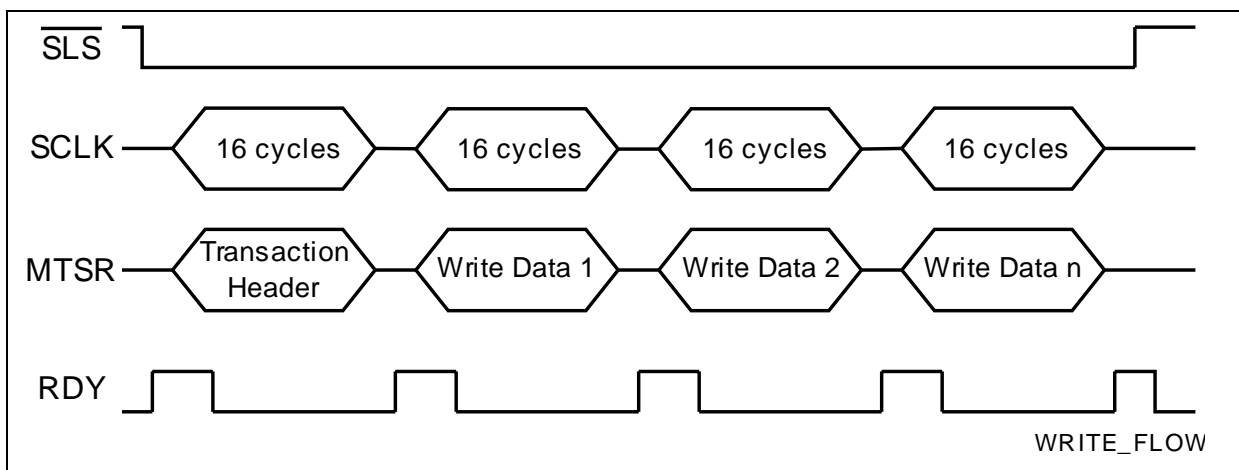 SLS
SCLK
16 cycles
16 cycles
16 cycles
16 cycles
MTSR
Transaction
Header
Write Data 1
Write Data 2
Write Data n
RDY
WRITE_FLOW